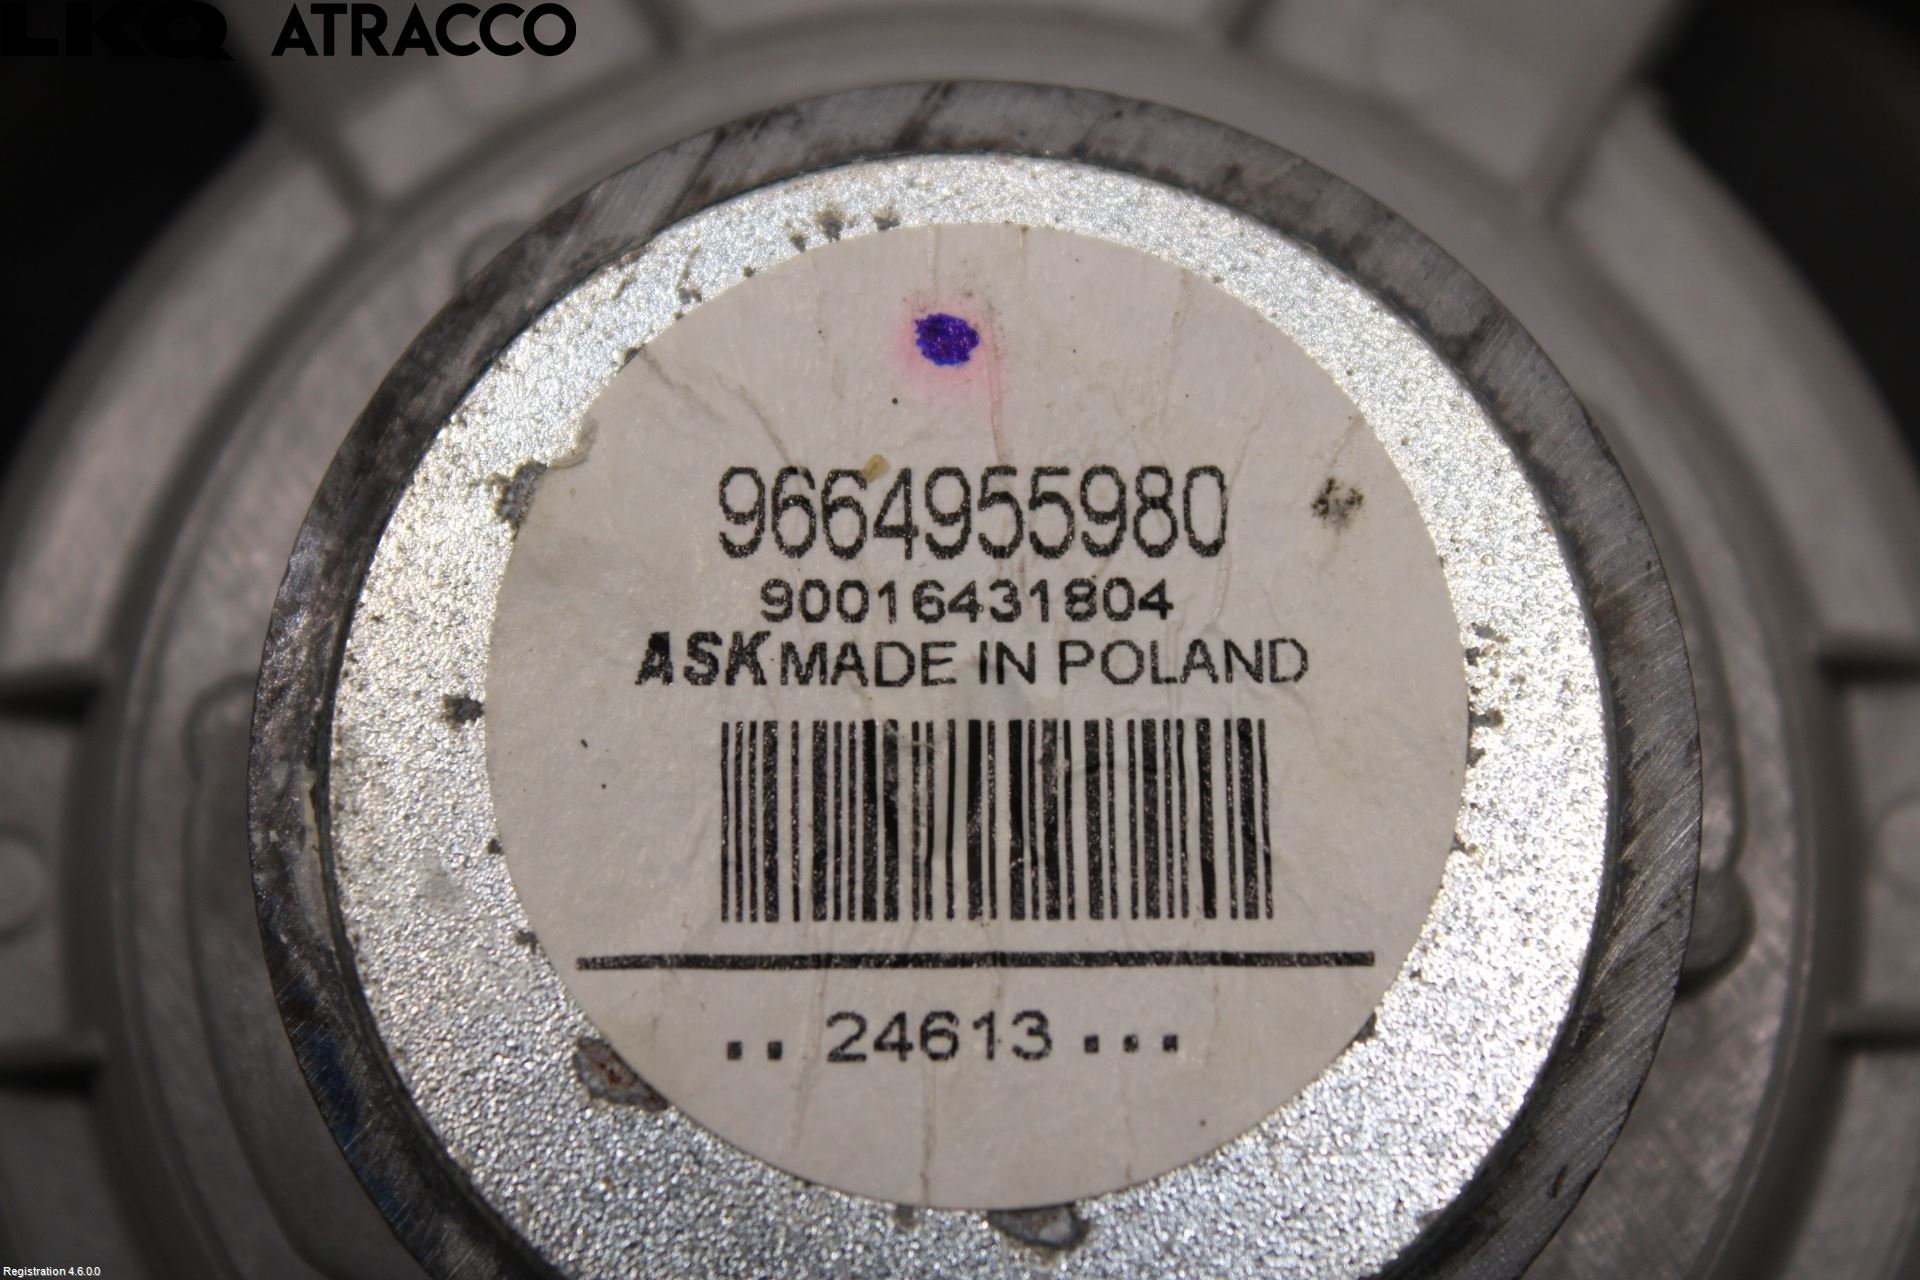 LKQ ATRACCO
9664955980
90016431804
ASK MADE IN POLAND
.. 24613 ...
Registration 4.6.0.0